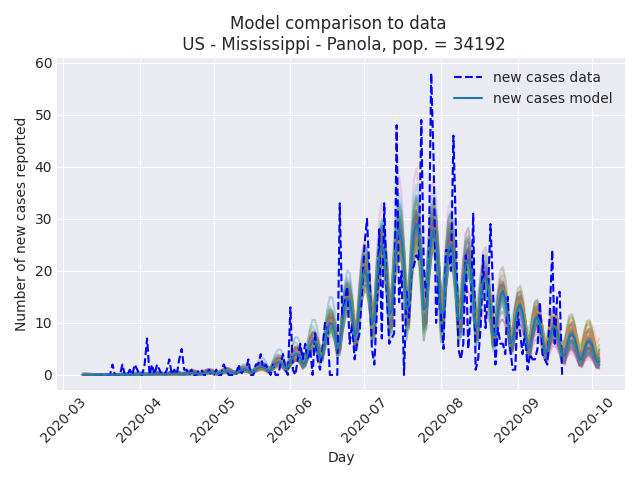 Model comparison to data
US - Mississippi - Panola, pop. = 34192
new cases data
new cases model
Number of new cases reported
60
50
40
30
20
10
0
2020-03
2020-04
2020-05
2020-06
2020-07
2020-08
2020-09
2020-10
Day